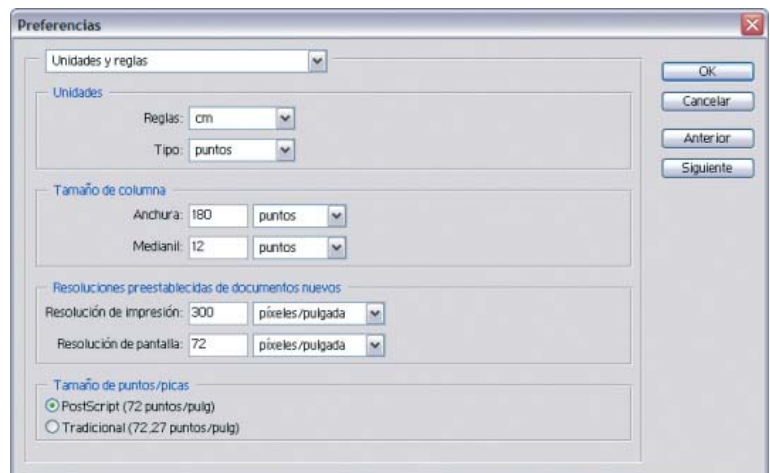 Preferencias
Unidades y reglas
OK
Cancelar
Anterior
Siguiente
Unidades
Reglas: cm
Tipo: puntos
Tamaño de columna
Anchura: 180 puntos
Medianil: 12 puntos
Resoluciones preestablecidas de documentos nuevos
Resolución de impresión: 300 píxeles/pulgada
Resolución de pantalla: 72 píxeles/pulgada
Tamaño de puntos/picas
PostScript (72 puntos/pulg)
Tradicional (72,27 puntos/pulg)